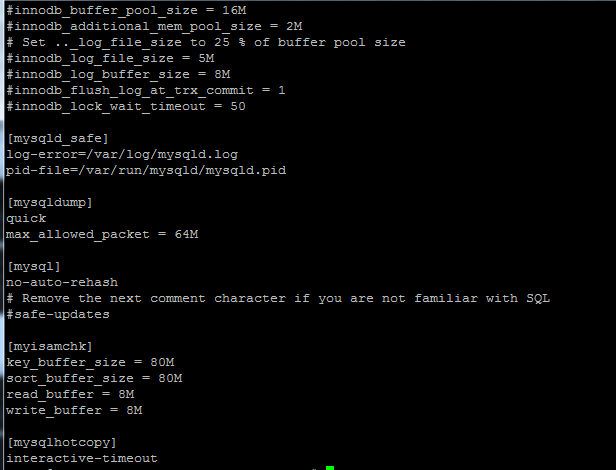 #innodb_buffer_pool_size = 16M
#innodb_additional_mem_pool_size = 2M
# Set .._log_file_size to 25 % of buffer pool size
#innodb_log_file_size = 5M
#innodb_log_buffer_size = 8M
#innodb_flush_log_at_trx_commit = 1
#innodb_lock_wait_timeout = 50
[mysqld_safe]
log-error=/var/log/mysqld.log
pid-file=/var/run/mysqld/mysqld.pid
[mysqldump]
quick
max_allowed_packet = 64M
[mysql]
no-auto-rehash
# Remove the next comment character if you are not familiar with SQL
#safe-updates
[myisamchk]
key_buffer_size = 80M
sort_buffer_size = 80M
read_buffer = 8M
write_buffer = 8M
[mysqlhotcopy]
interactive-timeout